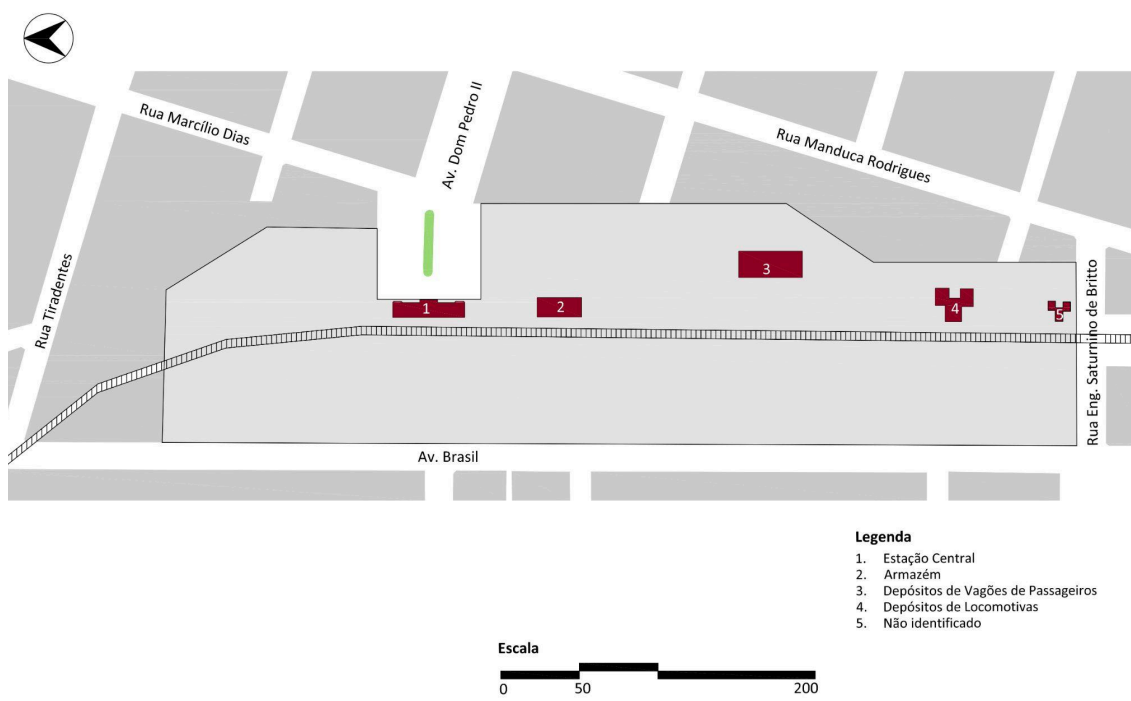 Rua Marcílio Dias
Av. Dom Pedro II
Rua Manduca Rodrigues
Rua Tiradentes
3
1
2
4
5
Rua Eng. Saturnino de Britto
Av. Brasil
Legenda
1. Estação Central
2. Armazém
3. Depósitos de Vagões de Passageiros
4. Depósitos de Locomotivas
5. Não identificado
Escala
0 50 200